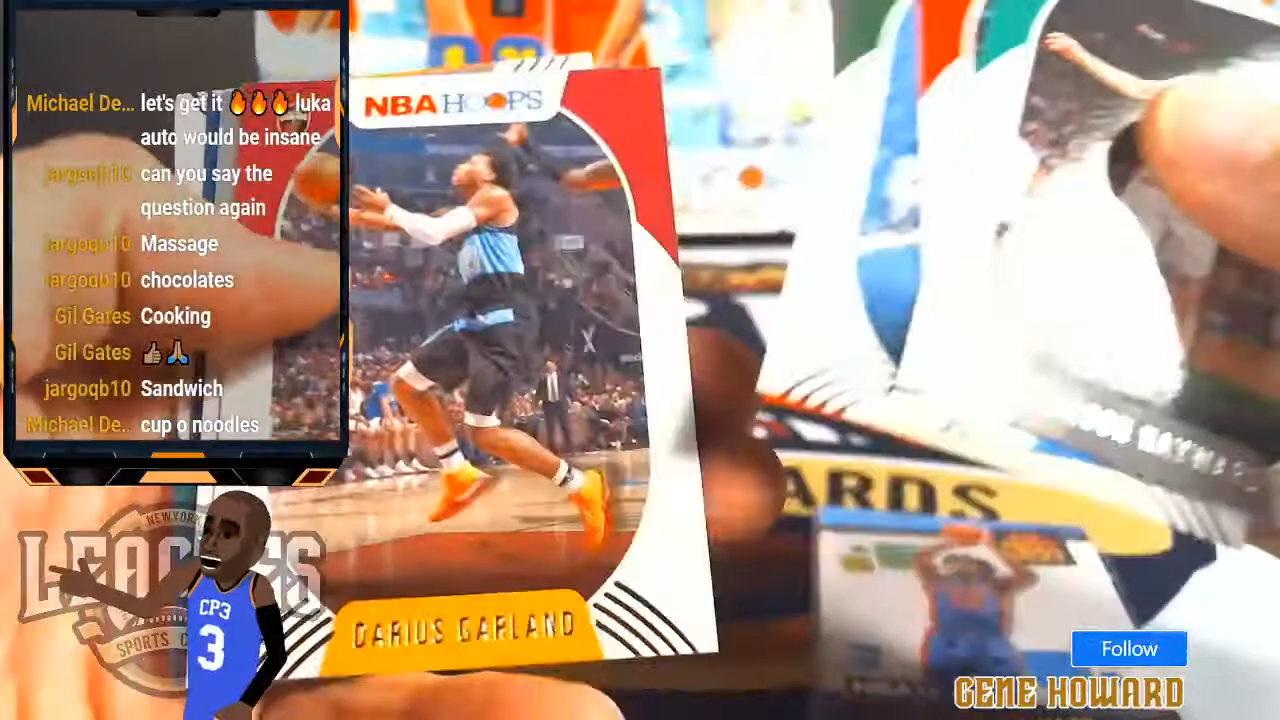 Michael De... let's get it 🔥🔥🔥 luka
auto would be insane
jargoqb10 can you say the
question again
jargoqb10 Massage
jargoqb10 chocolates
Gil Gates Cooking
Gil Gates 👍🙏
jargoqb10 Sandwich
Michael De.. cup o noodles
NBA HOOPS
DARIUS GARLAND
ARDS
NEWYORK
LEAG
SPORTS C
CP3
3
Follow
GENE HOWARD